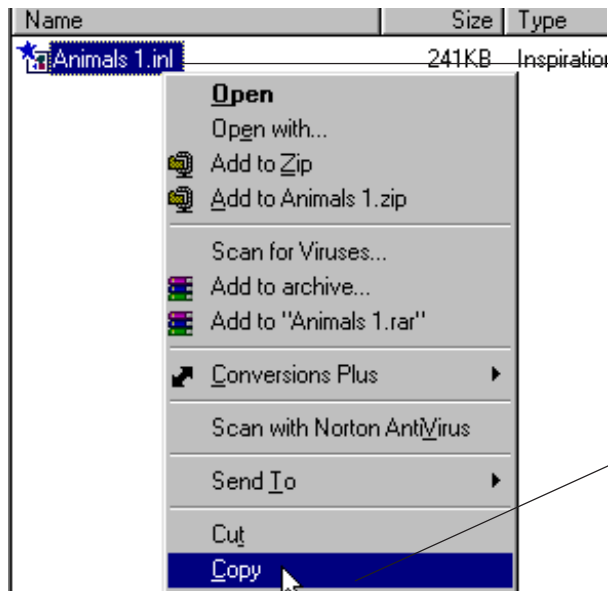 Name Size Type
Animals 1.inl 241KB Inspiration
Open
Open with...
Add to Zip
Add to Animals 1.zip
Scan for Viruses...
Add to archive...
Add to "Animals 1.rar"
Conversions Plus
Scan with Norton AntiVirus
Send To
Cut
Copy